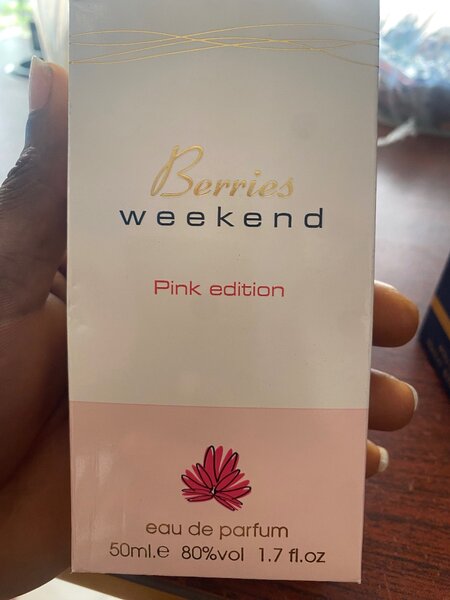 Berries
weekend
Pink edition
eau de parfum
50ml.e 80%vol 1.7 fl.oz